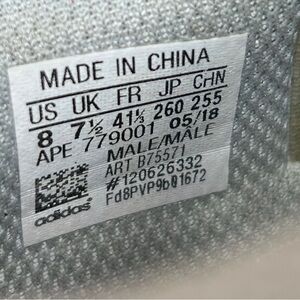 MADE IN CHINA
US UK FR JP CHN
8 7½ 41⅓ 260 255
APE 779001 05/18
MALE/MÂLE
ART B75571
#120626332
Fd8PVP9b01672
adidas